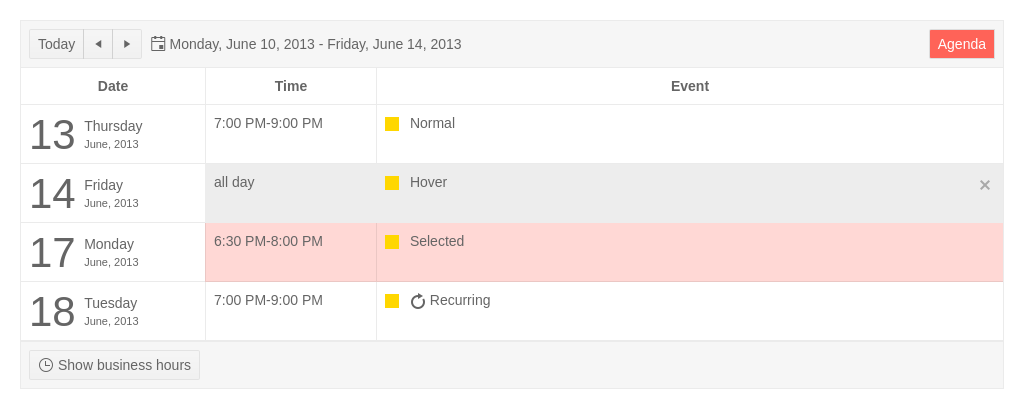 Today Monday, June 10, 2013 - Friday, June 14, 2013 Agenda
Date Time Event
13 Thursday 7:00 PM-9:00 PM Normal
June, 2013
14 Friday all day Hover
June, 2013
17 Monday 6:30 PM-8:00 PM Selected
June, 2013
18 Tuesday 7:00 PM-9:00 PM Recurring
June, 2013
Show business hours